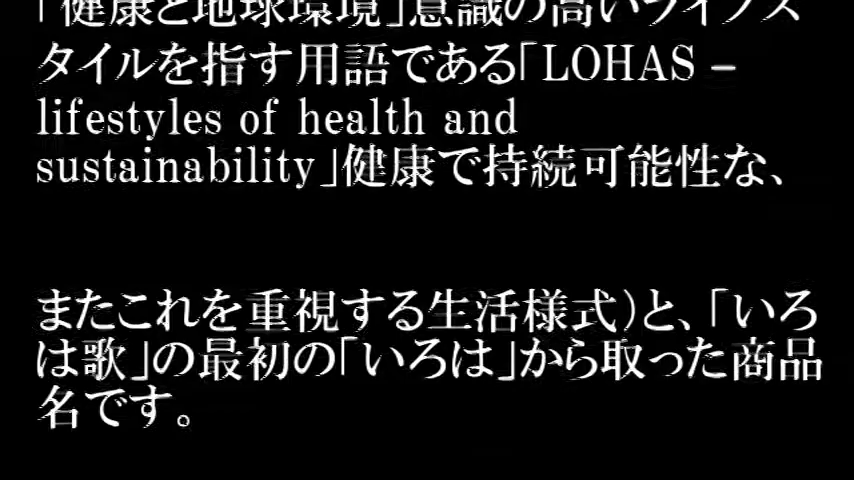 「健康と地球環境」意識の高いライフス
タイルを指す用語である「LOHAS –
lifestyles of health and
sustainability」健康で持続可能性な、
またこれを重視する生活様式)と、「いろ
は歌」の最初の「いろは」から取った商品
名です。